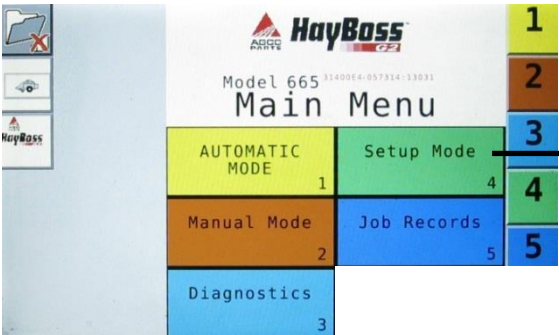 AGCO
PARTS
HayBoss
G2
Model 665
31400E4-057314:13031
Main Menu
AUTOMATIC
MODE
1
Setup Mode
4
Manual Mode
2
Job Records
5
Diagnostics
3
1
2
3
4
5
AGCO
HayBoss